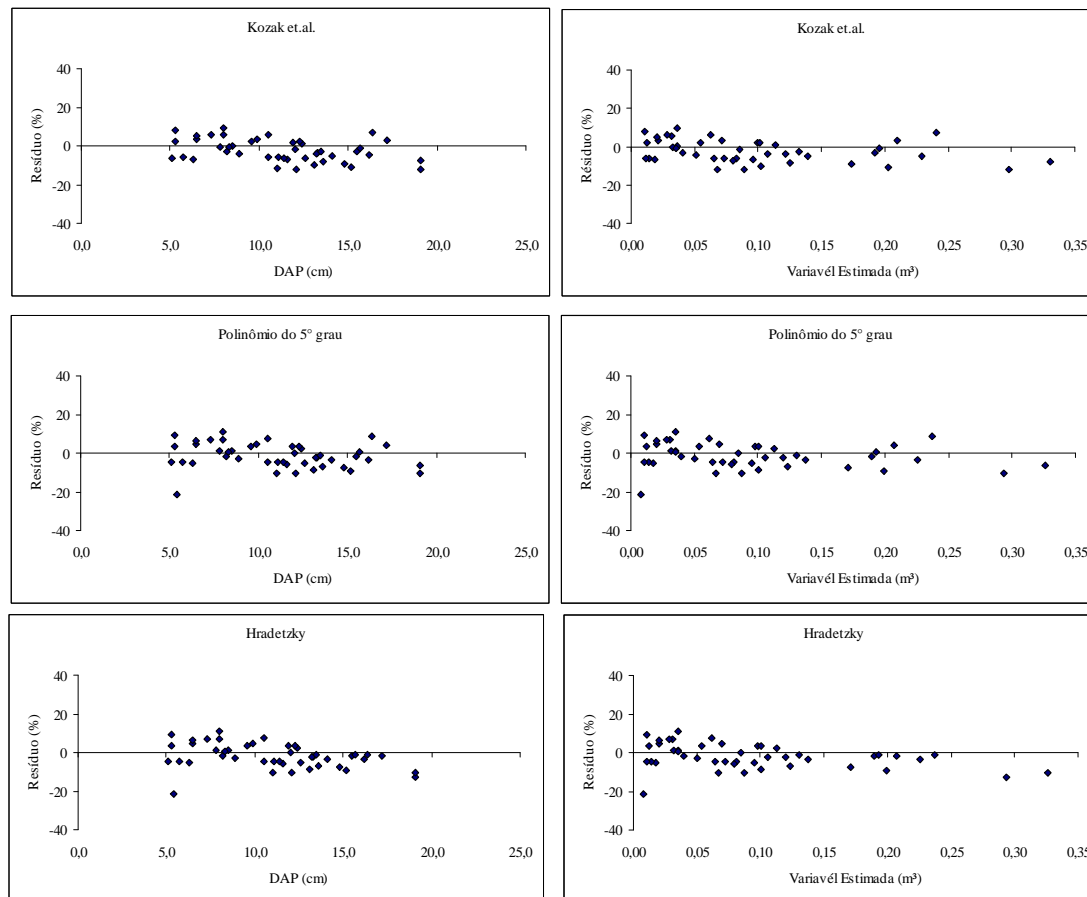 Kozak et.al.
40
20
0
-20
-40
0,0 5,0 10,0 15,0 20,0 25,0
DAP (cm)
Resíduo (%)
Kozak et.al.
40
20
0
-20
-40
0,00 0,05 0,10 0,15 0,20 0,25 0,30 0,35
Variavél Estimada (m³)
Résíduo (%)
Polinômio do 5° grau
40
20
0
-20
-40
0,0 5,0 10,0 15,0 20,0 25,0
DAP (cm)
Resíduo (%)
Polinômio do 5° grau
40
20
0
-20
-40
0,00 0,05 0,10 0,15 0,20 0,25 0,30 0,35
Variavél Estimada (m³)
Resíduo (%)
Hradetzky
40
20
0
-20
-40
0,0 5,0 10,0 15,0 20,0 25,0
DAP (cm)
Resíduo (%)
Hradetzky
40
20
0
-20
-40
0,00 0,05 0,10 0,15 0,20 0,25 0,30 0,35
Variavél Estimada (m³)
Resíduo (%)